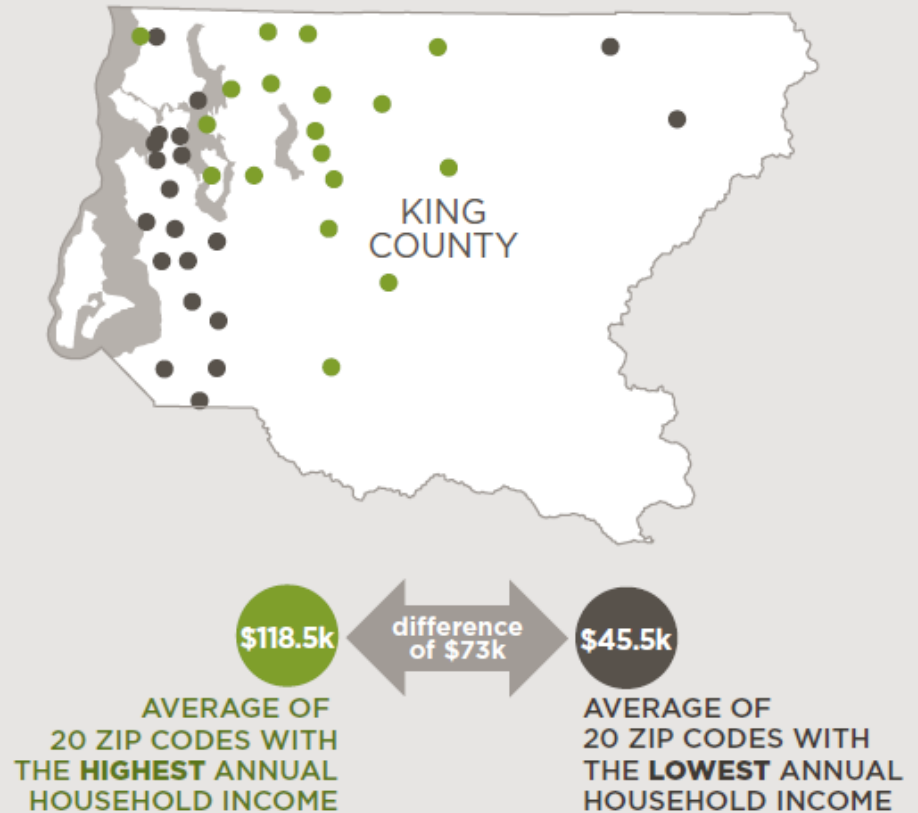 KING
COUNTY
$118.5k
difference
of $73k
$45.5k
AVERAGE OF
20 ZIP CODES WITH
THE HIGHEST ANNUAL
HOUSEHOLD INCOME
AVERAGE OF
20 ZIP CODES WITH
THE LOWEST ANNUAL
HOUSEHOLD INCOME